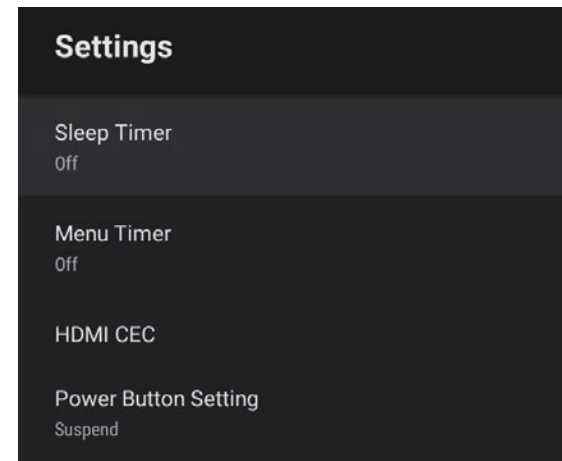 Settings
Sleep Timer
Off
Menu Timer
Off
HDMI CEC
Power Button Setting
Suspend